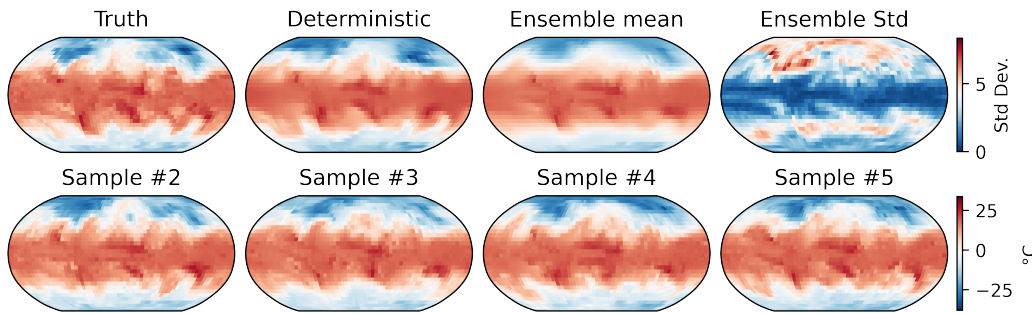 Truth
Deterministic
Ensemble mean
Ensemble Std
5
0
Std Dev.
Sample #2
Sample #3
Sample #4
Sample #5
25
0
−25
°C